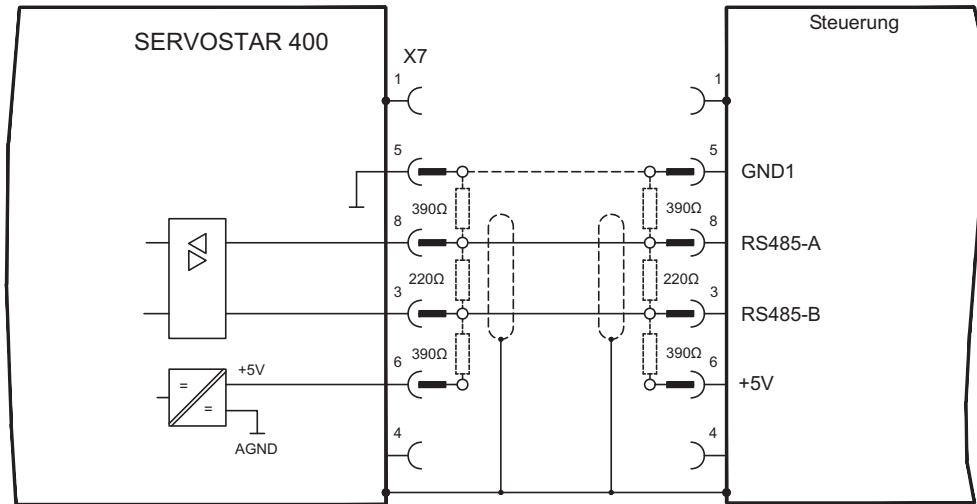 SERVOSTAR 400
Steuerung
X7
1
1
5
5
GND1
390Ω
390Ω
8
8
RS485-A
220Ω
220Ω
3
3
RS485-B
390Ω
390Ω
6
6
+5V
+5V
=
=
AGND
4
4